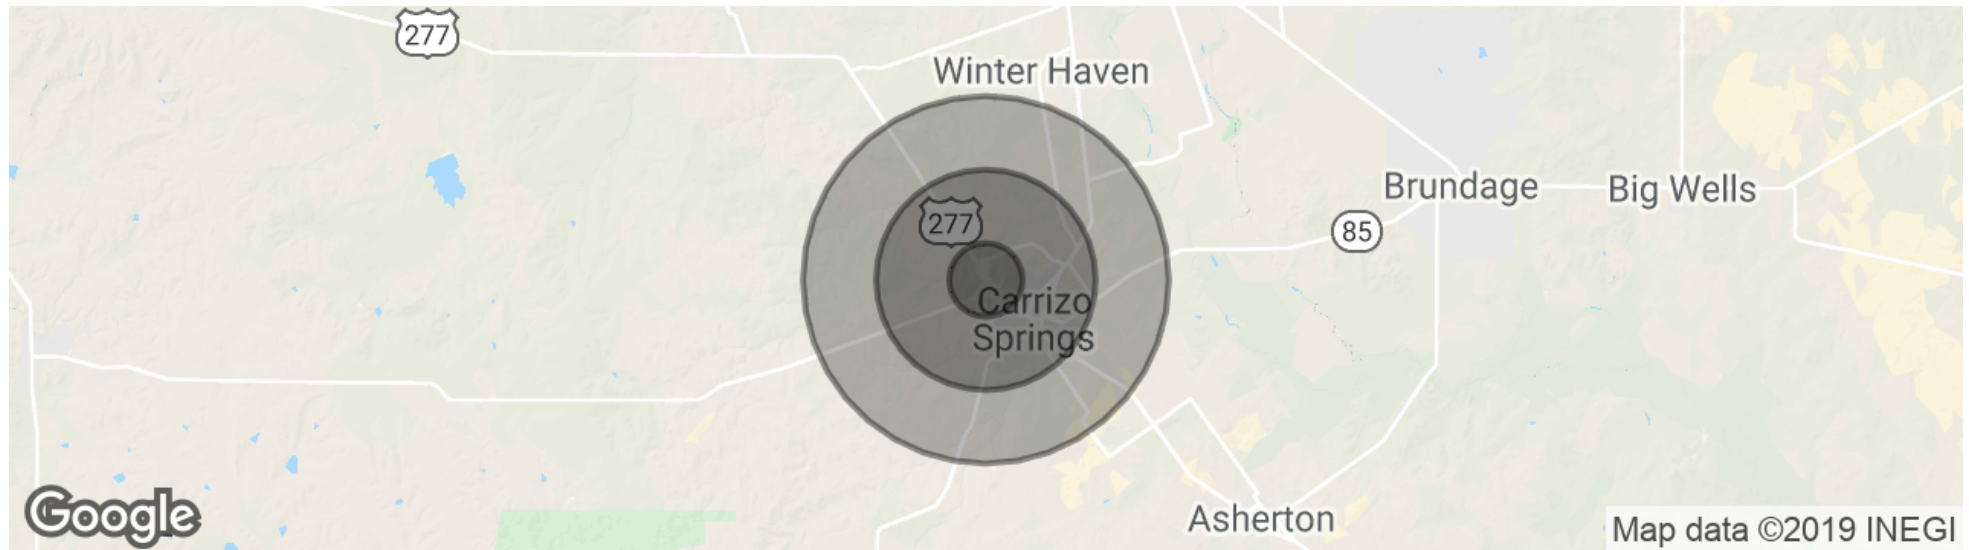 277
Winter Haven
Brundage
Big Wells
277
85
Carrizo
Springs
Asherton
Google
Map data ©2019 INEGI